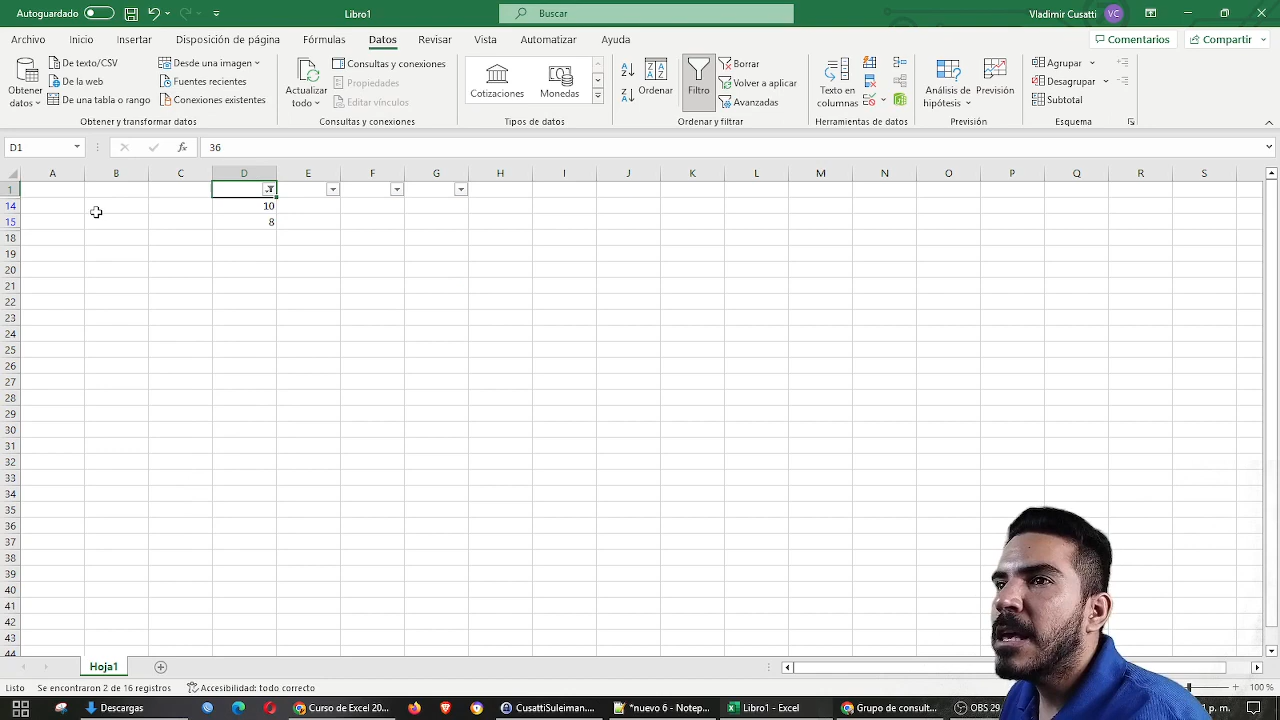 Autoguardado
Libro1
Buscar
Vladimir Cusatti
VC
Archivo
Inicio
Insertar
Disposición de página
Fórmulas
Datos
Revisar
Vista
Automatizar
Ayuda
Comentarios
Compartir
Obtener datos
De texto/CSV
De la web
De una tabla o rango
De una imagen
Fuentes recientes
Conexiones existentes
Obtener y transformar datos
Actualizar todo
Consultas y conexiones
Propiedades
Editar vínculos
Consultas y conexiones
Cotizaciones
Monedas
Tipos de datos
Ordenar
Filtro
Borrar
Volver a aplicar
Avanzadas
Ordenar y filtrar
Texto en columnas
Herramientas de datos
Análisis de hipótesis
Previsión
Previsión
Agrupar
Desagrupar
Subtotal
Esquema
D1
36
A B C D E F G H I J K L M N O P Q R S
1
14 10
15 8
18
19
20
21
22
23
24
25
26
27
28
29
30
31
32
33
34
35
36
37
38
39
40
41
42
43
44
Hoja1
Listo
Se encontraron 2 de 16 registros
Accesibilidad: todo correcto
100 %
Descargas
Curso de Excel 20...
CusattiSuleiman....
*nuevo 6 - Notep...
Libro1 - Excel
Grupo de consult...
OBS 29
p. m.